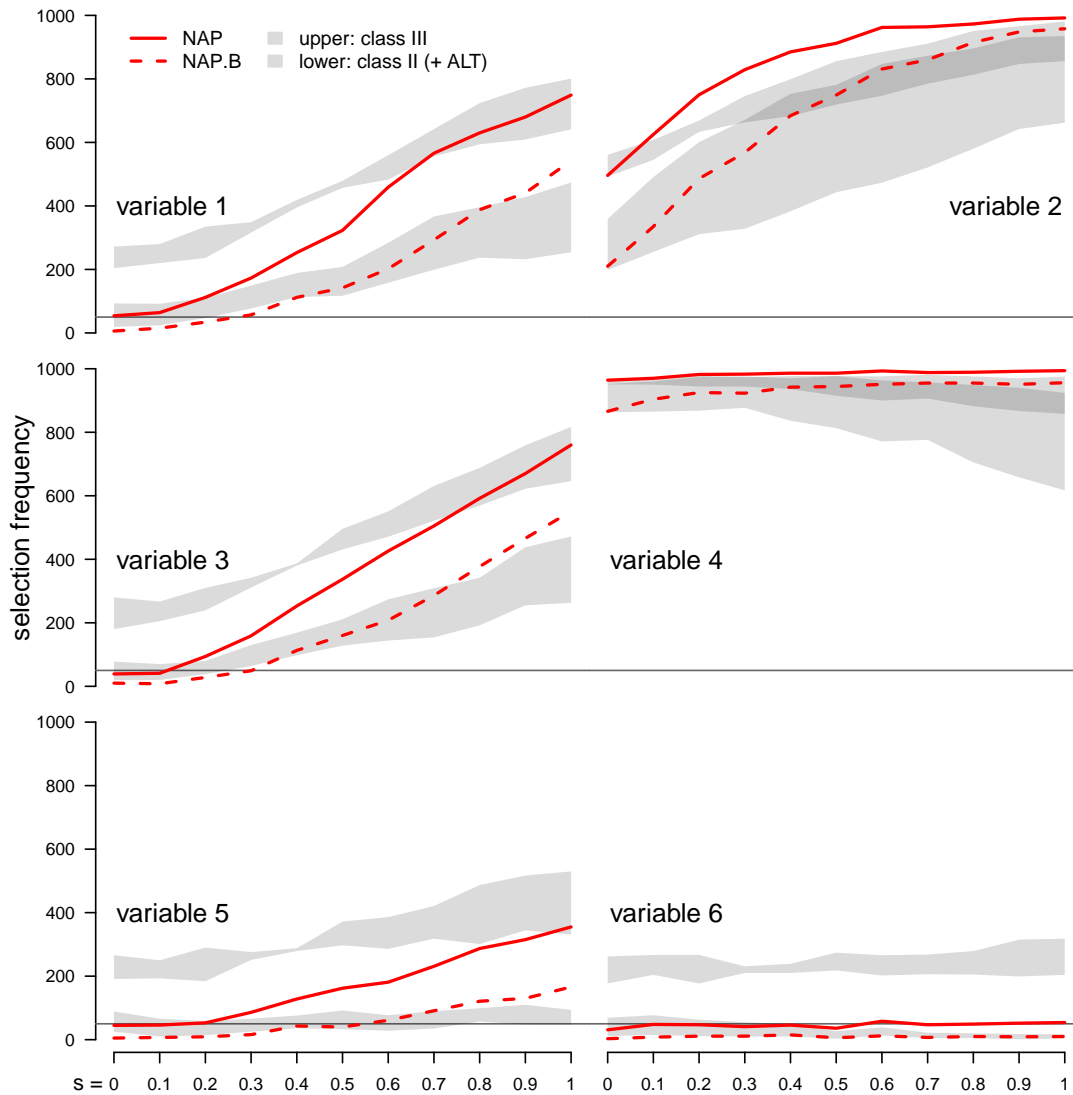 NAP
NAP.B
upper: class III
lower: class II (+ ALT)
1000
800
600
400
200
0
variable 1
variable 2
selection frequency
1000
800
600
400
200
0
variable 3
variable 4
1000
800
600
400
200
0
variable 5
variable 6
s = 0 0.1 0.2 0.3 0.4 0.5 0.6 0.7 0.8 0.9 1
0 0.1 0.2 0.3 0.4 0.5 0.6 0.7 0.8 0.9 1